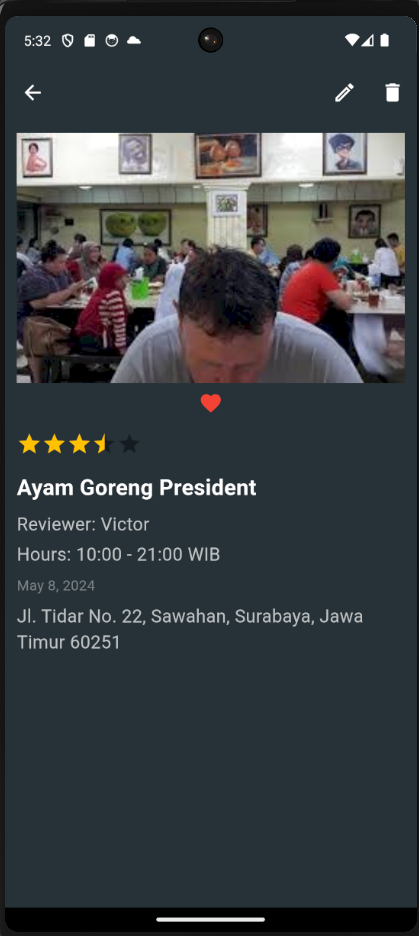 5:32
Ayam Goreng President
Reviewer: Victor
Hours: 10:00 - 21:00 WIB
May 8, 2024
Jl. Tidar No. 22, Sawahan, Surabaya, Jawa
Timur 60251